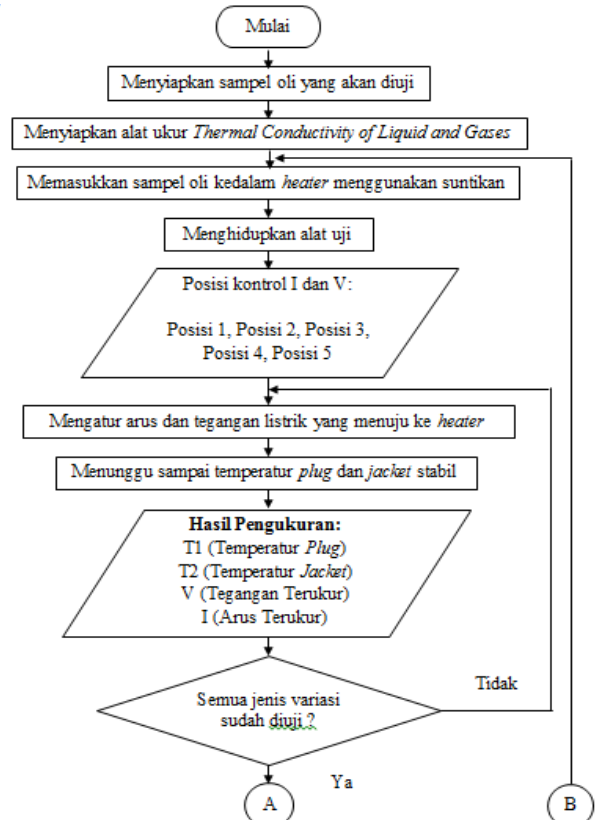 Mulai
Menyiapkan sampel oli yang akan diuji
Menyiapkan alat ukur Thermal Conductivity of Liquid and Gases
Memasukkan sampel oli kedalam heater menggunakan suntikan
Menghidupkan alat uji
Posisi kontrol I dan V:
Posisi 1, Posisi 2, Posisi 3,
Posisi 4, Posisi 5
Mengatur arus dan tegangan listrik yang menuju ke heater
Menunggu sampai temperatur plug dan jacket stabil
Hasil Pengukuran:
T1 (Temperatur Plug)
T2 (Temperatur Jacket)
V (Tegangan Terukur)
I (Arus Terukur)
Semua jenis variasi
sudah diuji ?
Tidak
Ya
A
B